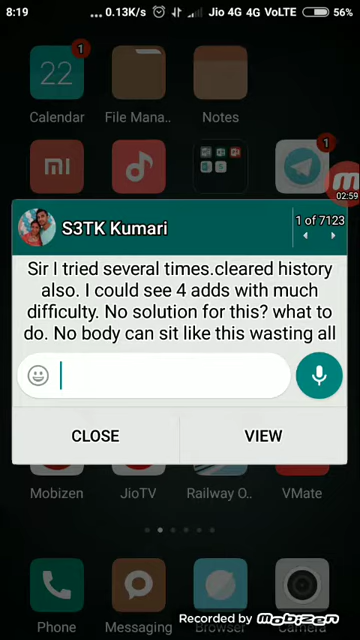 8:19
...0.13K/s
Jio 4G 4G VoLTE
56%
22
1
Calendar
File Mana..
Notes
1
02:59
S3TK Kumari
1 of 7123
Sir I tried several times.cleared history
also. I could see 4 adds with much
difficulty. No solution for this? what to
do. No body can sit like this wasting all
CLOSE
VIEW
Mobizen
JioTV
Railway O..
VMate
Phone
Messaging
Browser
Recorded by Mobizen
Camera